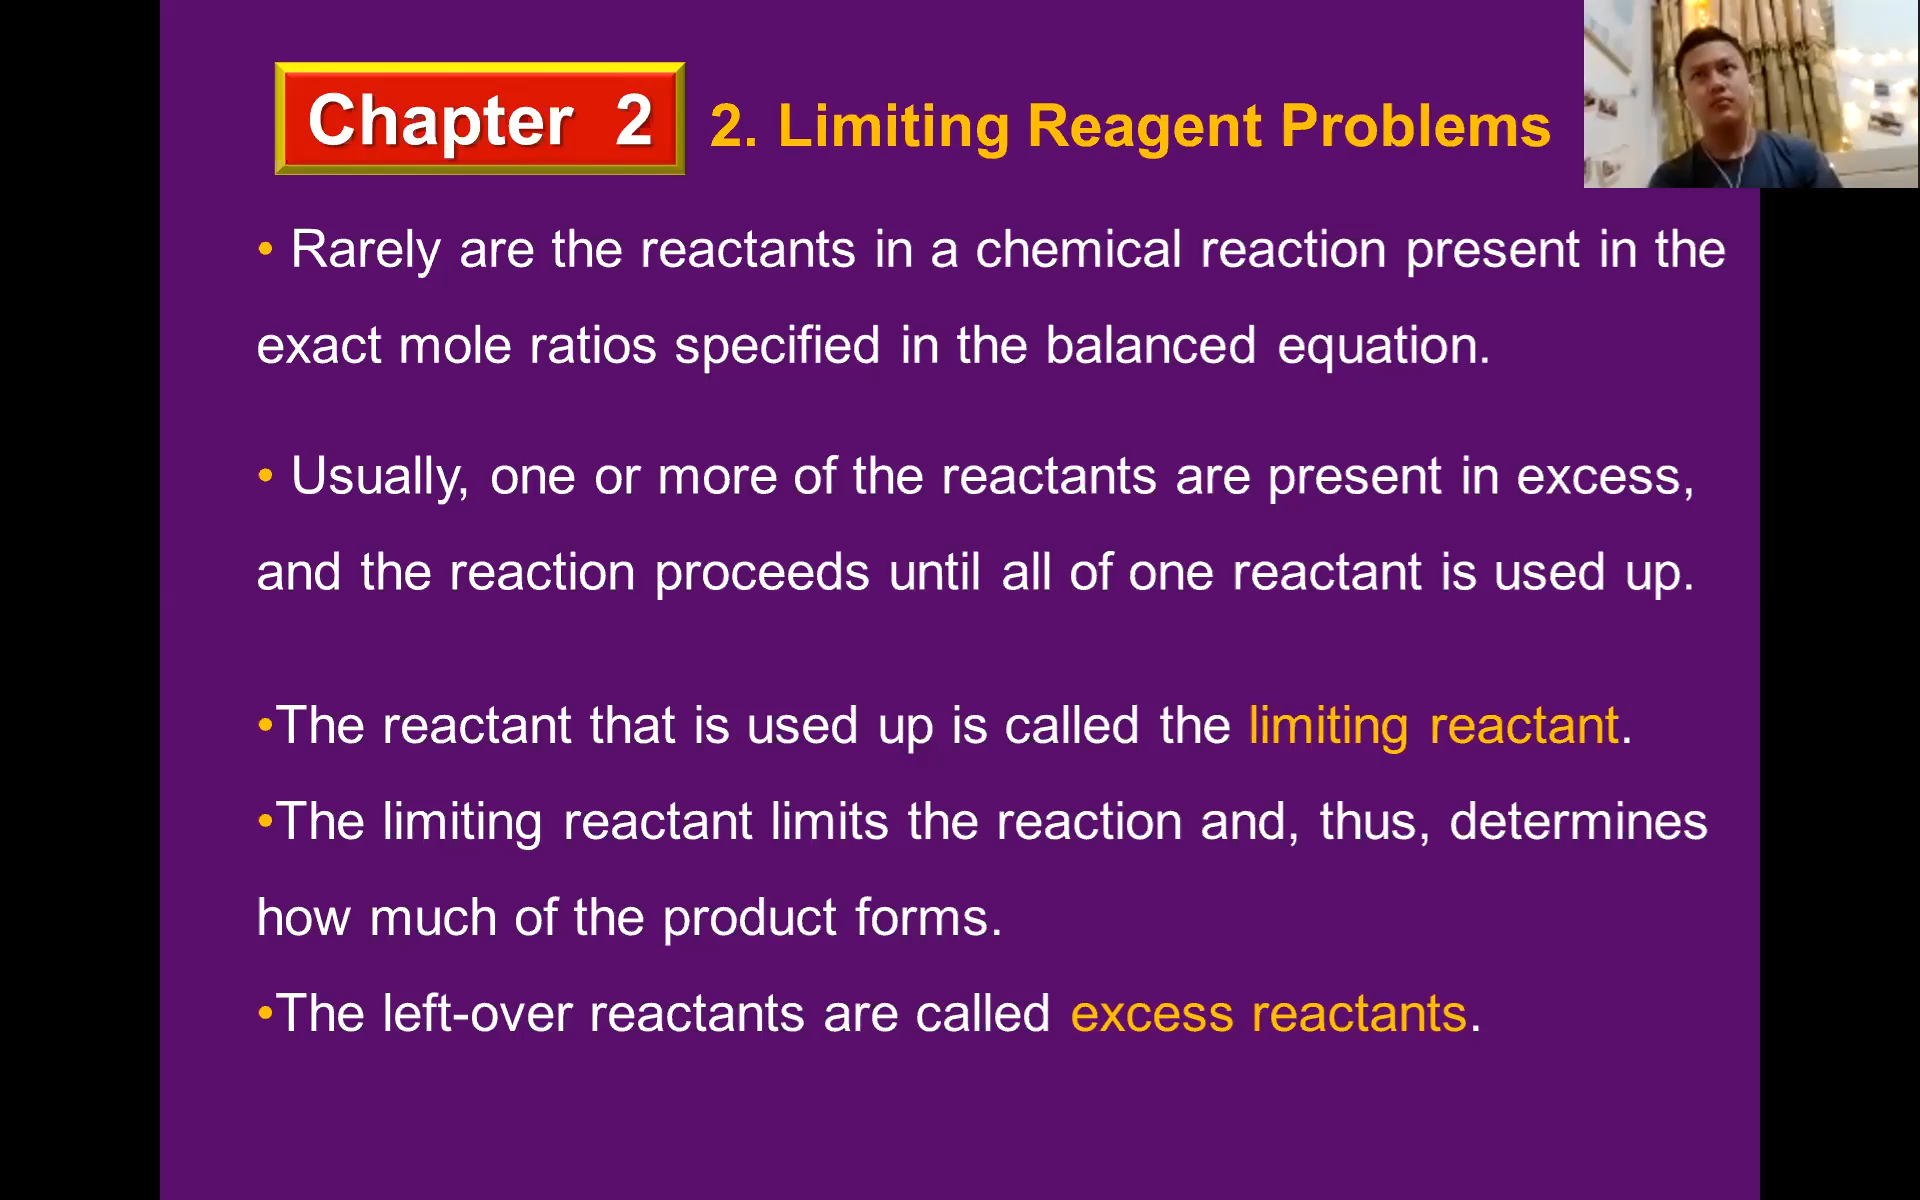 Chapter 2
2. Limiting Reagent Problems
• Rarely are the reactants in a chemical reaction present in the
exact mole ratios specified in the balanced equation.
• Usually, one or more of the reactants are present in excess,
and the reaction proceeds until all of one reactant is used up.
•The reactant that is used up is called the limiting reactant.
•The limiting reactant limits the reaction and, thus, determines
how much of the product forms.
•The left-over reactants are called excess reactants.